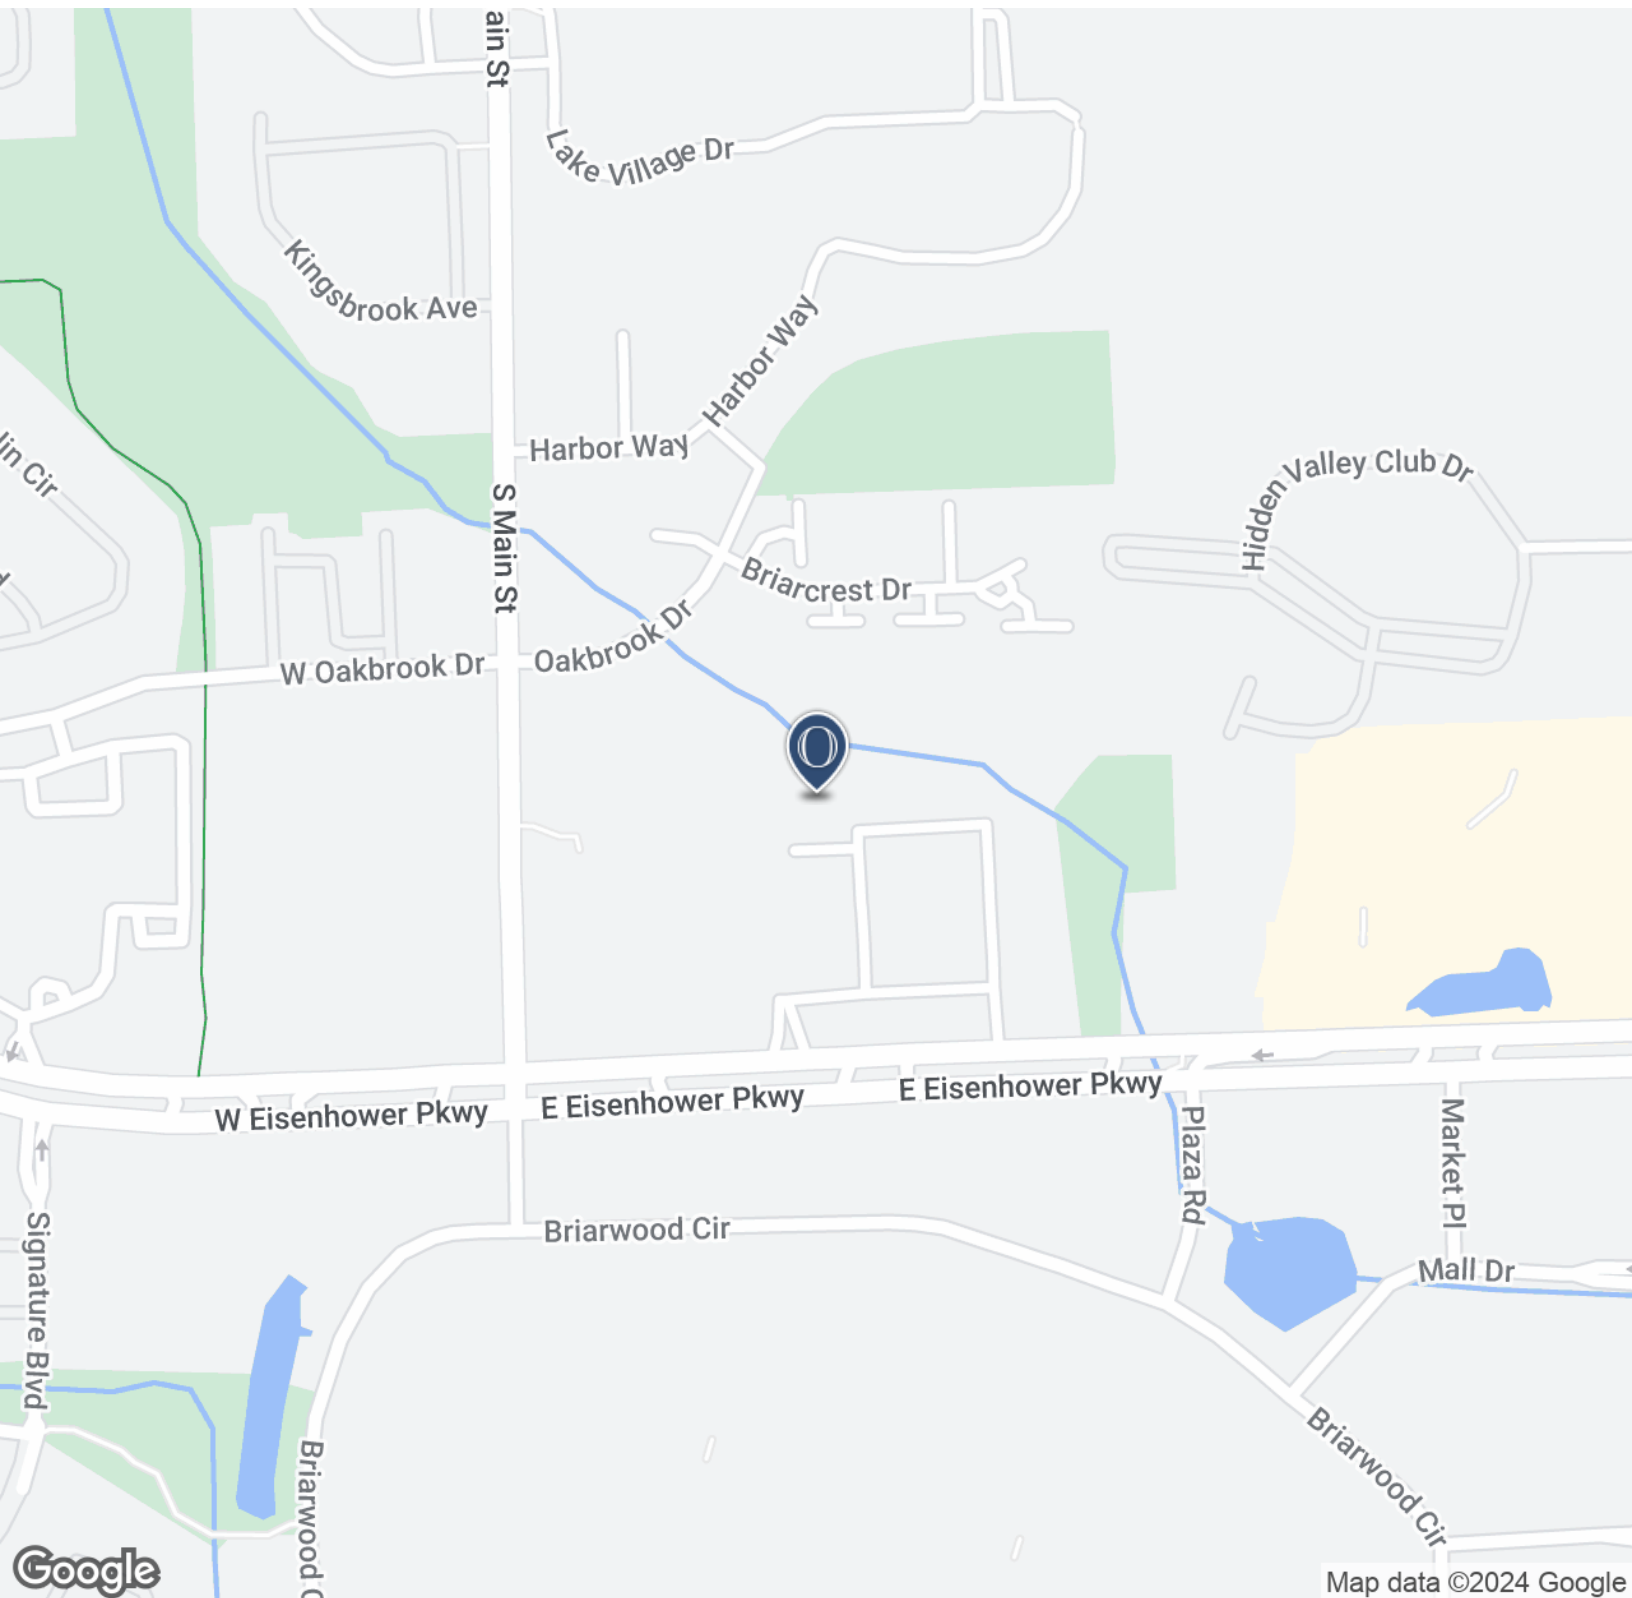 ain St
Lake Village Dr
Kingsbrook Ave
Harbor Way
Harbor Way
lin Cir
Hidden Valley Club Dr
S Main St
Briarcrest Dr
W Oakbrook Dr
Oakbrook Dr
W Eisenhower Pkwy
E Eisenhower Pkwy
E Eisenhower Pkwy
Plaza Rd
Market Pl
Signature Blvd
Briarwood Cir
Mall Dr
Briarwood C
Briarwood Cir
Google
Map data ©2024 Google